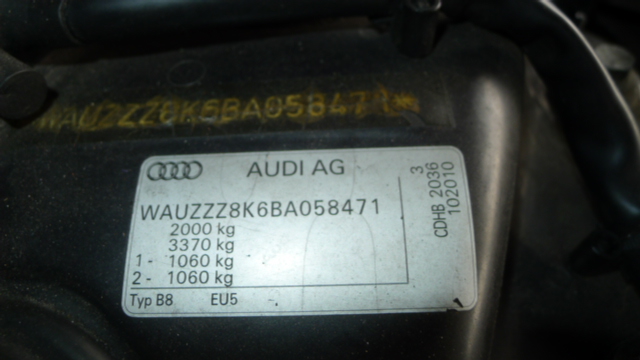 WAUZZZ8K6BA058471*
AUDI AG
WAUZZZ8K6BA058471
2000 kg
3370 kg
1- 1060 kg
2- 1060 kg
Typ B8 EU5
3
CDHB 2036
102010